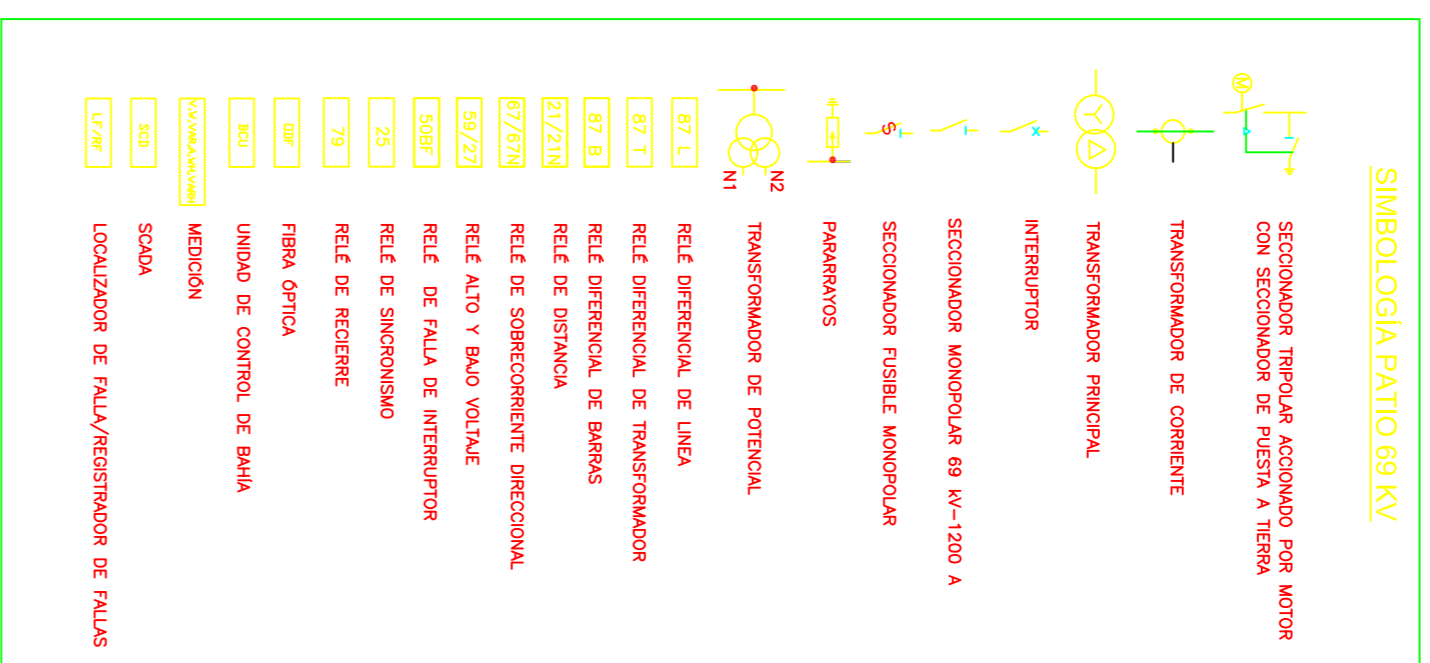 SIMBOLOGÍA PATIO 69 KV
M
SECCIONADOR TRIPOLAR ACCIONADO POR MOTOR
CON SECCIONADOR DE PUESTA A TIERRA
TRANSFORMADOR DE CORRIENTE
TRANSFORMADOR PRINCIPAL
INTERRUPTOR
SECCIONADOR MONOPOLAR 69 kV-1200 A
S
SECCIONADOR FUSIBLE MONOPOLAR
PARARRAYOS
N2
N1
TRANSFORMADOR DE POTENCIAL
87 L RELÉ DIFERENCIAL DE LINEA
87 T RELÉ DIFERENCIAL DE TRANSFORMADOR
87 B RELÉ DIFERENCIAL DE BARRAS
21/21N RELÉ DE DISTANCIA
67/67N RELÉ DE SOBRECORRIENTE DIRECCIONAL
59/27 RELÉ ALTO Y BAJO VOLTAJE
50BF RELÉ DE FALLA DE INTERRUPTOR
25 RELÉ DE SINCRONISMO
79 RELÉ DE RECIERRE
FIBRA ÓPTICA
BCU UNIDAD DE CONTROL DE BAHÍA
MEDICIÓN
SCD SCADA
LF/RF LOCALIZADOR DE FALLA/REGISTRADOR DE FALLAS